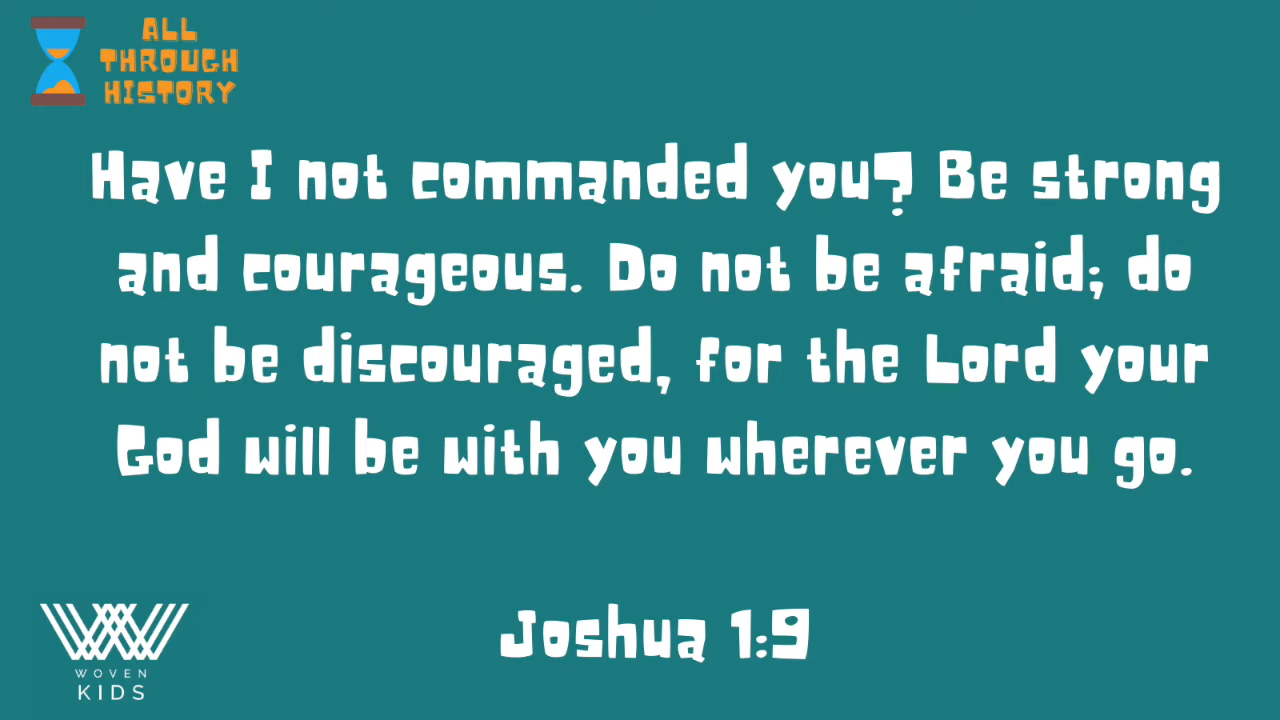 ALL
THROUGH
HISTORY
Have I not commanded you? Be strong
and courageous. Do not be afraid; do
not be discouraged, for the Lord your
God will be with you wherever you go.
Joshua 1:9
WOVEN
KIDS